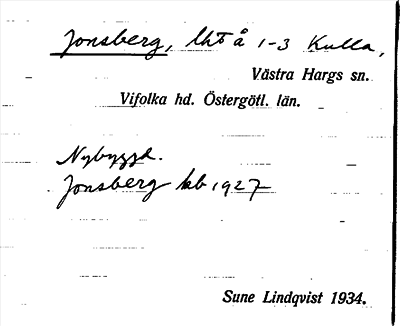 Jonsberg, lht å 1-3 Kulla,
Västra Hargs sn.
Vifolka hd. Östergötl. län.
Nybyggd.
Jonsberg kb 1927
Sune Lindqvist 1934.